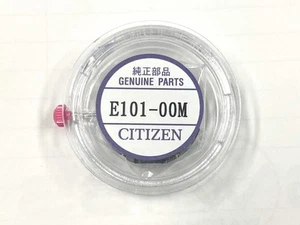 純正部品
GENUINE PARTS
E101-00M
CITIZEN